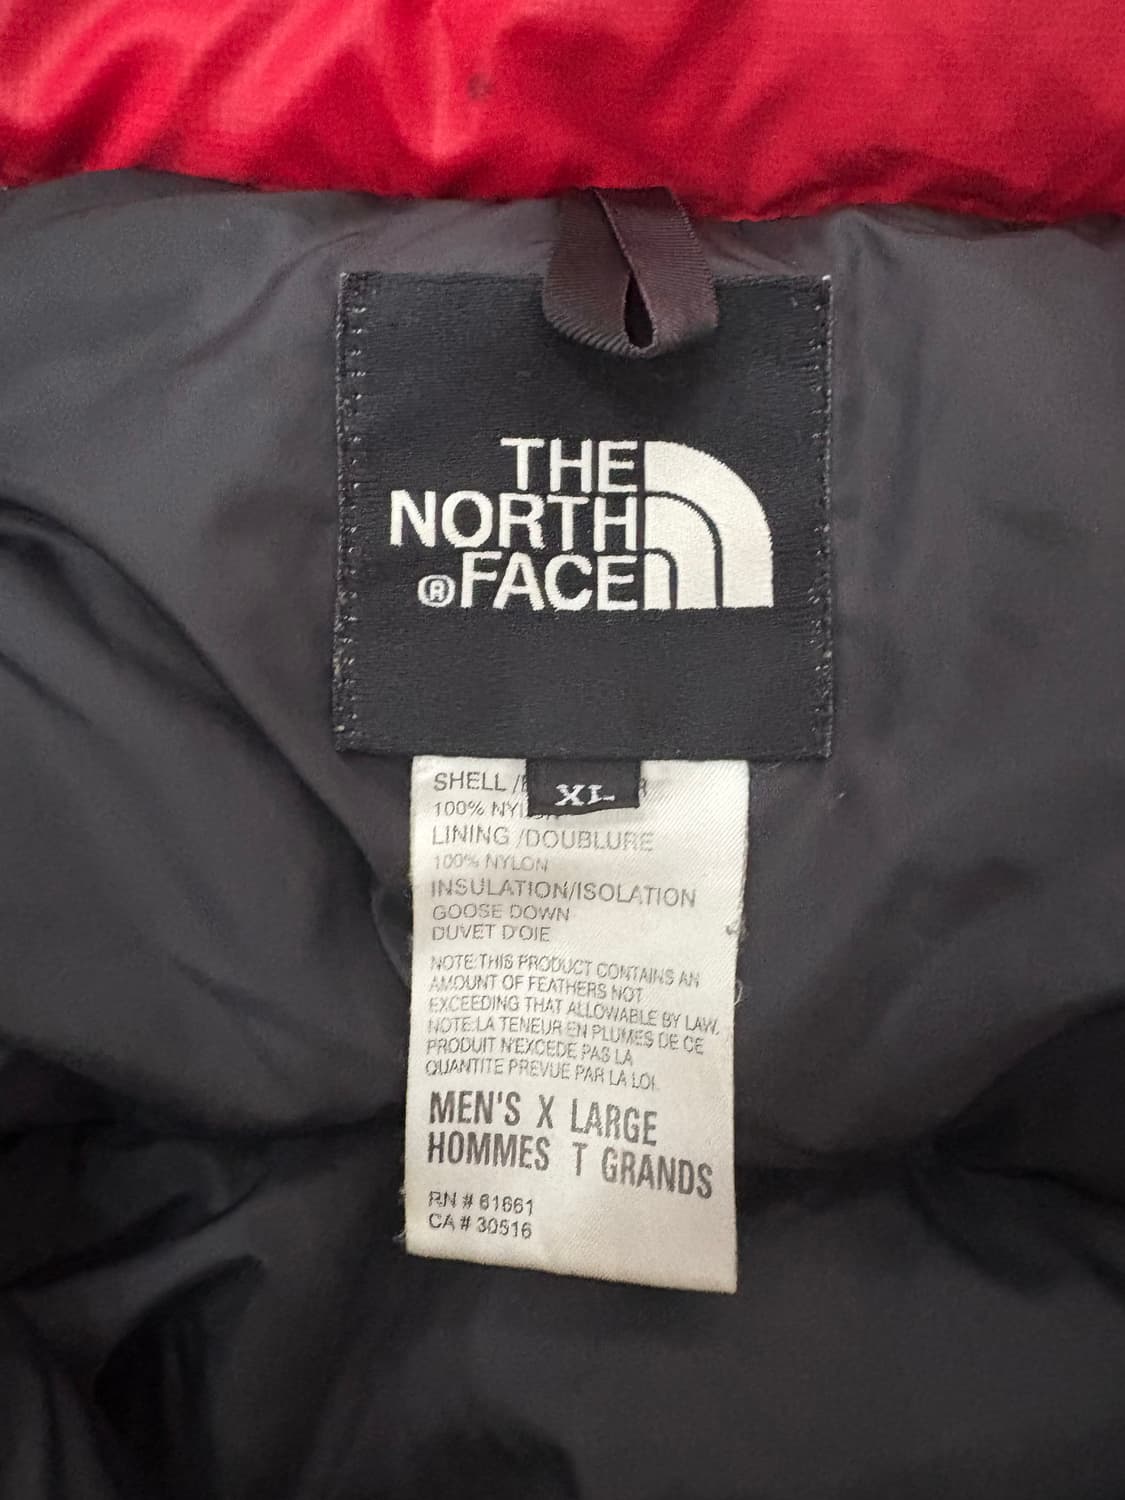 THE
NORTH
®FACE
XL
SHELL /
100%
LINING /DOUBLURE
100% NYLON
INSULATION/ISOLATION
GOOSE DOWN
DUVET D'OIE
NOTE:THIS PRODUCT CONTAINS AN
AMOUNT OF FEATHERS NOT
EXCEEDING THAT ALLOWABLE BY LAW.
NOTE:LA TENEUR EN PLUMES DE CE
PRODUIT N'EXCEDE PAS LA
QUANTITE PREVUE PAR LA LOI.
MEN'S X LARGE
HOMMES T GRANDS
RN # 61661
CA # 30516